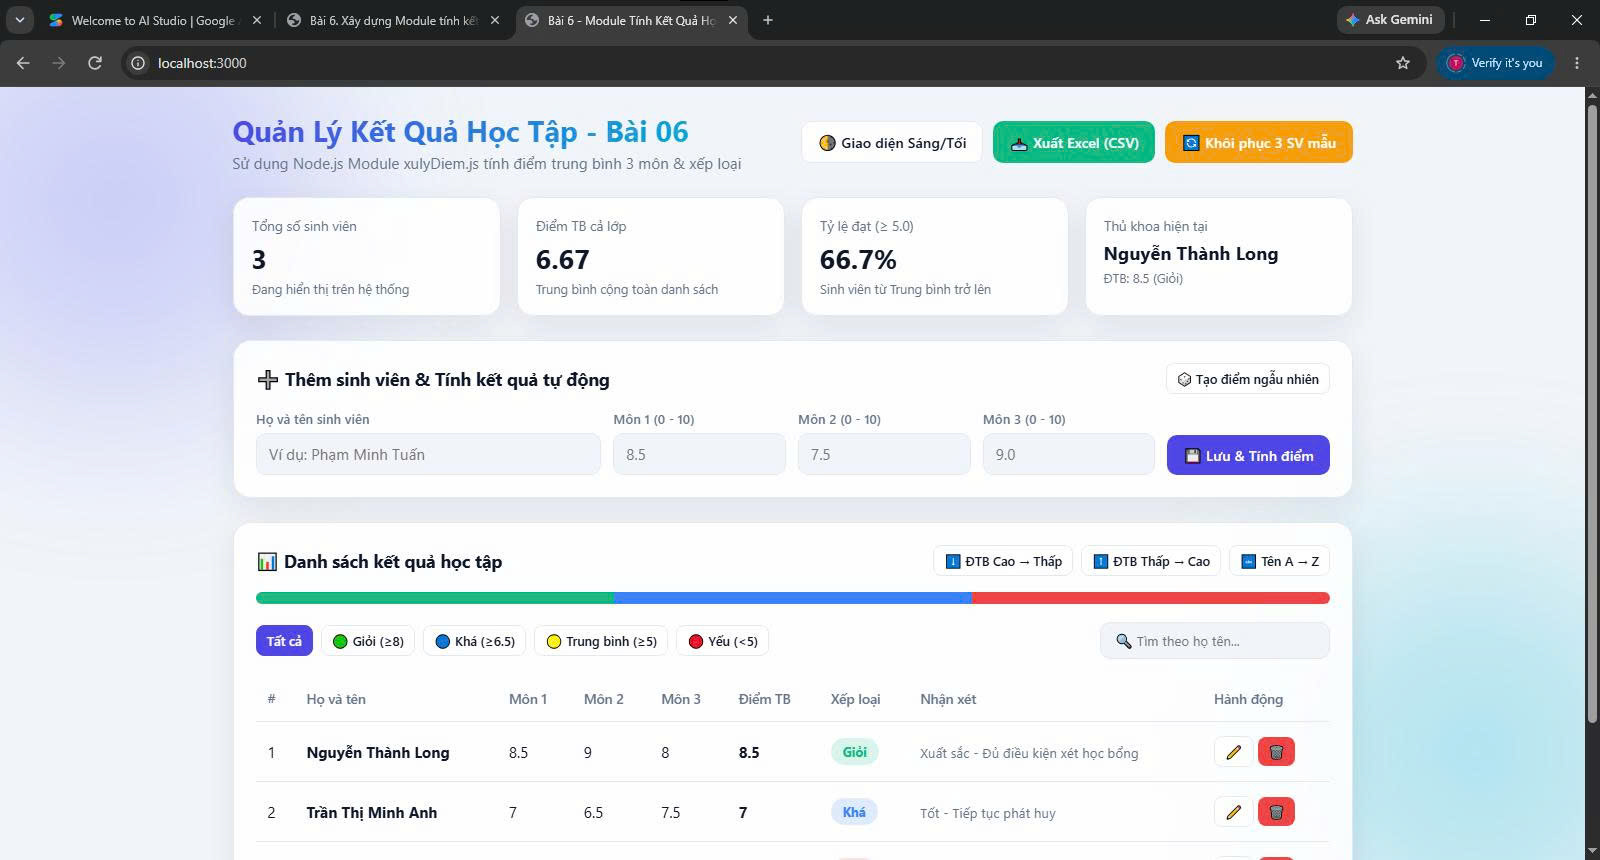 Welcome to AI Studio | Google
Bài 6. Xây dựng Module tính kết
Bài 6 - Module Tính Kết Quả Họ
Ask Gemini
localhost:3000
T
Verify it's you
Quản Lý Kết Quả Học Tập - Bài 06
Sử dụng Node.js Module xulyDiem.js tính điểm trung bình 3 môn & xếp loại
Giao diện Sáng/Tối
Xuất Excel (CSV)
Khôi phục 3 SV mẫu
Tổng số sinh viên
3
Đang hiển thị trên hệ thống
Điểm TB cả lớp
6.67
Trung bình cộng toàn danh sách
Tỷ lệ đạt (≥ 5.0)
66.7%
Sinh viên từ Trung bình trở lên
Thủ khoa hiện tại
Nguyễn Thành Long
ĐTB: 8.5 (Giỏi)
Thêm sinh viên & Tính kết quả tự động
Tạo điểm ngẫu nhiên
Họ và tên sinh viên
Môn 1 (0 - 10)
Môn 2 (0 - 10)
Môn 3 (0 - 10)
Ví dụ: Phạm Minh Tuấn
8.5
7.5
9.0
Lưu & Tính điểm
Danh sách kết quả học tập
ĐTB Cao → Thấp
ĐTB Thấp → Cao
Tên A → Z
Tất cả
Giỏi (≥8)
Khá (≥6.5)
Trung bình (≥5)
Yếu (<5)
Tìm theo họ tên...
# Họ và tên Môn 1 Môn 2 Môn 3 Điểm TB Xếp loại Nhận xét Hành động
1 Nguyễn Thành Long 8.5 9 8 8.5 Giỏi Xuất sắc - Đủ điều kiện xét học bổng
2 Trần Thị Minh Anh 7 6.5 7.5 7 Khá Tốt - Tiếp tục phát huy